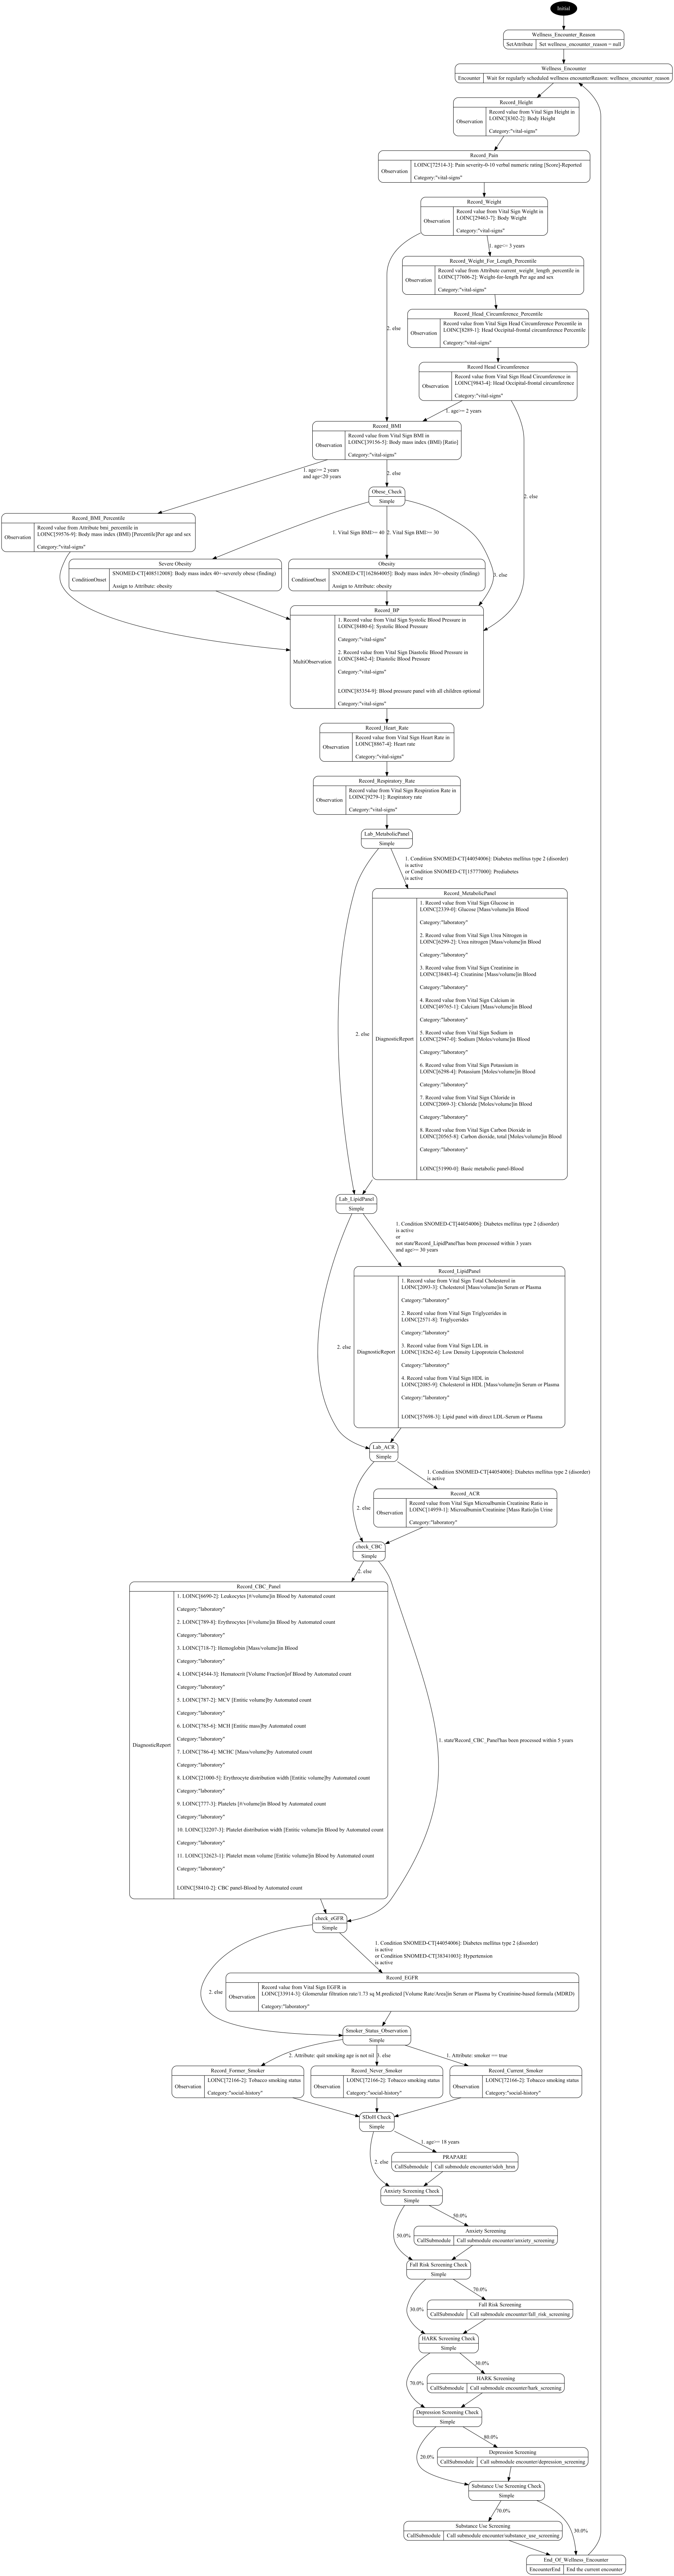 Initial
Wellness_Encounter_Reason
SetAttribute
Set wellness_encounter_reason = null
Wellness_Encounter
Encounter
Wait for regularly scheduled wellness encounterReason: wellness_encounter_reason
Record_Height
Observation
Record value from Vital Sign Height in
LOINC[8302-2]: Body Height
Category:"vital-signs"
Record_Pain
Observation
LOINC[72514-3]: Pain severity-0-10 verbal numeric rating [Score]-Reported
Category:"vital-signs"
Record_Weight
Observation
Record value from Vital Sign Weight in
LOINC[29463-7]: Body Weight
Category:"vital-signs"
1. age<= 3 years
Record_Weight_For_Length_Percentile
Observation
Record value from Attribute current_weight_length_percentile in
LOINC[77606-2]: Weight-for-length Per age and sex
Category:"vital-signs"
Record_Head_Circumference_Percentile
2. else
Observation
Record value from Vital Sign Head Circumference Percentile in
LOINC[8289-1]: Head Occipital-frontal circumference Percentile
Category:"vital-signs"
Record Head Circumference
Observation
Record value from Vital Sign Head Circumference in
LOINC[9843-4]: Head Occipital-frontal circumference
Category:"vital-signs"
1. age>= 2 years
Record_BMI
Observation
Record value from Vital Sign BMI in
LOINC[39156-5]: Body mass index (BMI) [Ratio]
Category:"vital-signs"
1. age>= 2 years
and age<20 years
2. else
2. else
Obese_Check
Simple
Record_BMI_Percentile
Observation
Record value from Attribute bmi_percentile in
LOINC[59576-9]: Body mass index (BMI) [Percentile]Per age and sex
Category:"vital-signs"
1. Vital Sign BMI>= 40
2. Vital Sign BMI>= 30
3. else
Severe Obesity
ConditionOnset
SNOMED-CT[408512008]: Body mass index 40+-severely obese (finding)
Assign to Attribute: obesity
Obesity
ConditionOnset
SNOMED-CT[162864005]: Body mass index 30+-obesity (finding)
Assign to Attribute: obesity
Record_BP
MultiObservation
1. Record value from Vital Sign Systolic Blood Pressure in
LOINC[8480-6]: Systolic Blood Pressure
Category:"vital-signs"
2. Record value from Vital Sign Diastolic Blood Pressure in
LOINC[8462-4]: Diastolic Blood Pressure
Category:"vital-signs"
LOINC[85354-9]: Blood pressure panel with all children optional
Category:"vital-signs"
Record_Heart_Rate
Observation
Record value from Vital Sign Heart Rate in
LOINC[8867-4]: Heart rate
Category:"vital-signs"
Record_Respiratory_Rate
Observation
Record value from Vital Sign Respiration Rate in
LOINC[9279-1]: Respiratory rate
Category:"vital-signs"
Lab_MetabolicPanel
Simple
1. Condition SNOMED-CT[44054006]: Diabetes mellitus type 2 (disorder)
is active
or Condition SNOMED-CT[15777000]: Prediabetes
is active
2. else
Record_MetabolicPanel
DiagnosticReport
1. Record value from Vital Sign Glucose in
LOINC[2339-0]: Glucose [Mass/volume]in Blood
Category:"laboratory"
2. Record value from Vital Sign Urea Nitrogen in
LOINC[6299-2]: Urea nitrogen [Mass/volume]in Blood
Category:"laboratory"
3. Record value from Vital Sign Creatinine in
LOINC[38483-4]: Creatinine [Mass/volume]in Blood
Category:"laboratory"
4. Record value from Vital Sign Calcium in
LOINC[49765-1]: Calcium [Mass/volume]in Blood
Category:"laboratory"
5. Record value from Vital Sign Sodium in
LOINC[2947-0]: Sodium [Moles/volume]in Blood
Category:"laboratory"
6. Record value from Vital Sign Potassium in
LOINC[6298-4]: Potassium [Moles/volume]in Blood
Category:"laboratory"
7. Record value from Vital Sign Chloride in
LOINC[2069-3]: Chloride [Moles/volume]in Blood
Category:"laboratory"
8. Record value from Vital Sign Carbon Dioxide in
LOINC[20565-8]: Carbon dioxide, total [Moles/volume]in Blood
Category:"laboratory"
LOINC[51990-0]: Basic metabolic panel-Blood
Lab_LipidPanel
Simple
1. Condition SNOMED-CT[44054006]: Diabetes mellitus type 2 (disorder)
is active
or
not state'Record_LipidPanel'has been processed within 3 years
and age>= 30 years
2. else
Record_LipidPanel
DiagnosticReport
1. Record value from Vital Sign Total Cholesterol in
LOINC[2093-3]: Cholesterol [Mass/volume]in Serum or Plasma
Category:"laboratory"
2. Record value from Vital Sign Triglycerides in
LOINC[2571-8]: Triglycerides
Category:"laboratory"
3. Record value from Vital Sign LDL in
LOINC[18262-6]: Low Density Lipoprotein Cholesterol
Category:"laboratory"
4. Record value from Vital Sign HDL in
LOINC[2085-9]: Cholesterol in HDL [Mass/volume]in Serum or Plasma
Category:"laboratory"
LOINC[57698-3]: Lipid panel with direct LDL-Serum or Plasma
Lab_ACR
Simple
1. Condition SNOMED-CT[44054006]: Diabetes mellitus type 2 (disorder)
is active
2. else
Record_ACR
Observation
Record value from Vital Sign Microalbumin Creatinine Ratio in
LOINC[14959-1]: Microalbumin/Creatinine [Mass Ratio]in Urine
Category:"laboratory"
check_CBC
Simple
2. else
Record_CBC_Panel
DiagnosticReport
1. LOINC[6690-2]: Leukocytes [#/volume]in Blood by Automated count
Category:"laboratory"
2. LOINC[789-8]: Erythrocytes [#/volume]in Blood by Automated count
Category:"laboratory"
3. LOINC[718-7]: Hemoglobin [Mass/volume]in Blood
Category:"laboratory"
4. LOINC[4544-3]: Hematocrit [Volume Fraction]of Blood by Automated count
Category:"laboratory"
5. LOINC[787-2]: MCV [Entitic volume]by Automated count
Category:"laboratory"
6. LOINC[785-6]: MCH [Entitic mass]by Automated count
Category:"laboratory"
7. LOINC[786-4]: MCHC [Mass/volume]by Automated count
Category:"laboratory"
8. LOINC[21000-5]: Erythrocyte distribution width [Entitic volume]by Automated count
Category:"laboratory"
9. LOINC[777-3]: Platelets [#/volume]in Blood by Automated count
Category:"laboratory"
10. LOINC[32207-3]: Platelet distribution width [Entitic volume]in Blood by Automated count
Category:"laboratory"
11. LOINC[32623-1]: Platelet mean volume [Entitic volume]in Blood by Automated count
Category:"laboratory"
LOINC[58410-2]: CBC panel-Blood by Automated count
1. state'Record_CBC_Panel'has been processed within 5 years
check_eGFR
Simple
1. Condition SNOMED-CT[44054006]: Diabetes mellitus type 2 (disorder)
is active
or Condition SNOMED-CT[38341003]: Hypertension
is active
2. else
Record_EGFR
Observation
Record value from Vital Sign EGFR in
LOINC[33914-3]: Glomerular filtration rate/1.73 sq M.predicted [Volume Rate/Area]in Serum or Plasma by Creatinine-based formula (MDRD)
Category:"laboratory"
Smoker_Status_Observation
Simple
2. Attribute: quit smoking age is not nil
3. else
1. Attribute: smoker == true
Record_Former_Smoker
Observation
LOINC[72166-2]: Tobacco smoking status
Category:"social-history"
Record_Never_Smoker
Observation
LOINC[72166-2]: Tobacco smoking status
Category:"social-history"
Record_Current_Smoker
Observation
LOINC[72166-2]: Tobacco smoking status
Category:"social-history"
SDoH Check
Simple
1. age>= 18 years
2. else
PRAPARE
CallSubmodule
Call submodule encounter/sdoh_hrsn
Anxiety Screening Check
Simple
50.0%
50.0%
Anxiety Screening
CallSubmodule
Call submodule encounter/anxiety_screening
Fall Risk Screening Check
Simple
70.0%
30.0%
Fall Risk Screening
CallSubmodule
Call submodule encounter/fall_risk_screening
HARK Screening Check
Simple
30.0%
70.0%
HARK Screening
CallSubmodule
Call submodule encounter/hark_screening
Depression Screening Check
Simple
80.0%
20.0%
Depression Screening
CallSubmodule
Call submodule encounter/depression_screening
Substance Use Screening Check
Simple
70.0%
30.0%
Substance Use Screening
CallSubmodule
Call submodule encounter/substance_use_screening
End_Of_Wellness_Encounter
EncounterEnd
End the current encounter